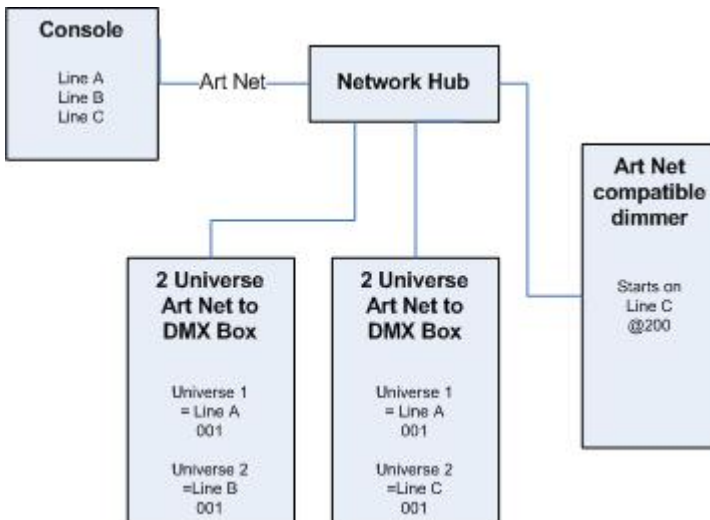 Console
Line A
Line B
Line C
Art Net
Network Hub
Art Net
compatible
dimmer
Starts on
Line C
@200
2 Universe
Art Net to
DMX Box
Universe 1
= Line A
001
Universe 2
=Line B
001
2 Universe
Art Net to
DMX Box
Universe 1
= Line A
001
Universe 2
=Line C
001